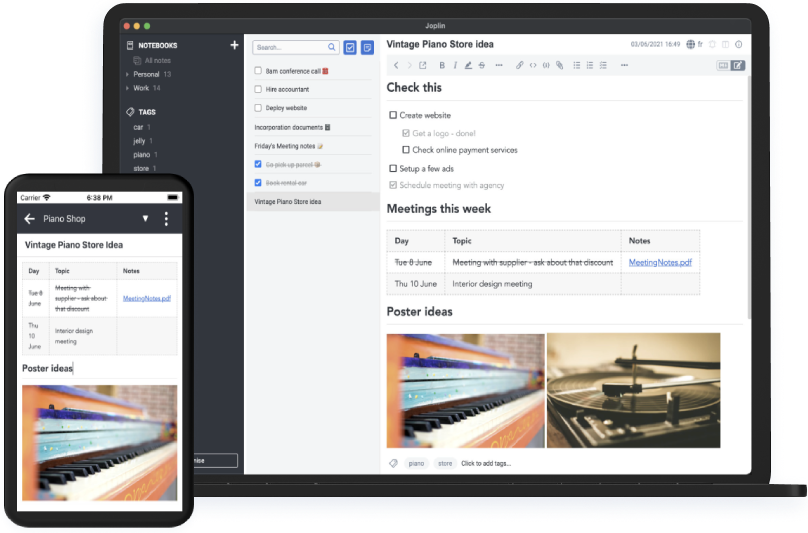 Joplin
NOTEBOOKS
All notes
Personal 13
Work 14
TAGS
car 1
jelly 1
piano 1
store 1
Search...
8am conference call
Hire accountant
Deploy website
Incorporation documents
Friday's Meeting notes
Go pick up parcel
Book rental car
Vintage Piano Store idea
Vintage Piano Store idea
03/06/2021 16:49 fr
Check this
Create website
Get a logo - done!
Check online payment services
Setup a few ads
Schedule meeting with agency
Meetings this week
Day Topic Notes
Tue 8 June Meeting with supplier - ask about that discount MeetingNotes.pdf
Thu 10 June Interior design meeting
Poster ideas
piano store Click to add tags...
Carrier 6:38 PM
Piano Shop
Vintage Piano Store Idea
Day Topic Notes
Tue 8 June
Meeting with
supplier - ask about
that discount
MeetingNotes.pdf
Thu
10
June
Interior design
meeting
Poster ideas